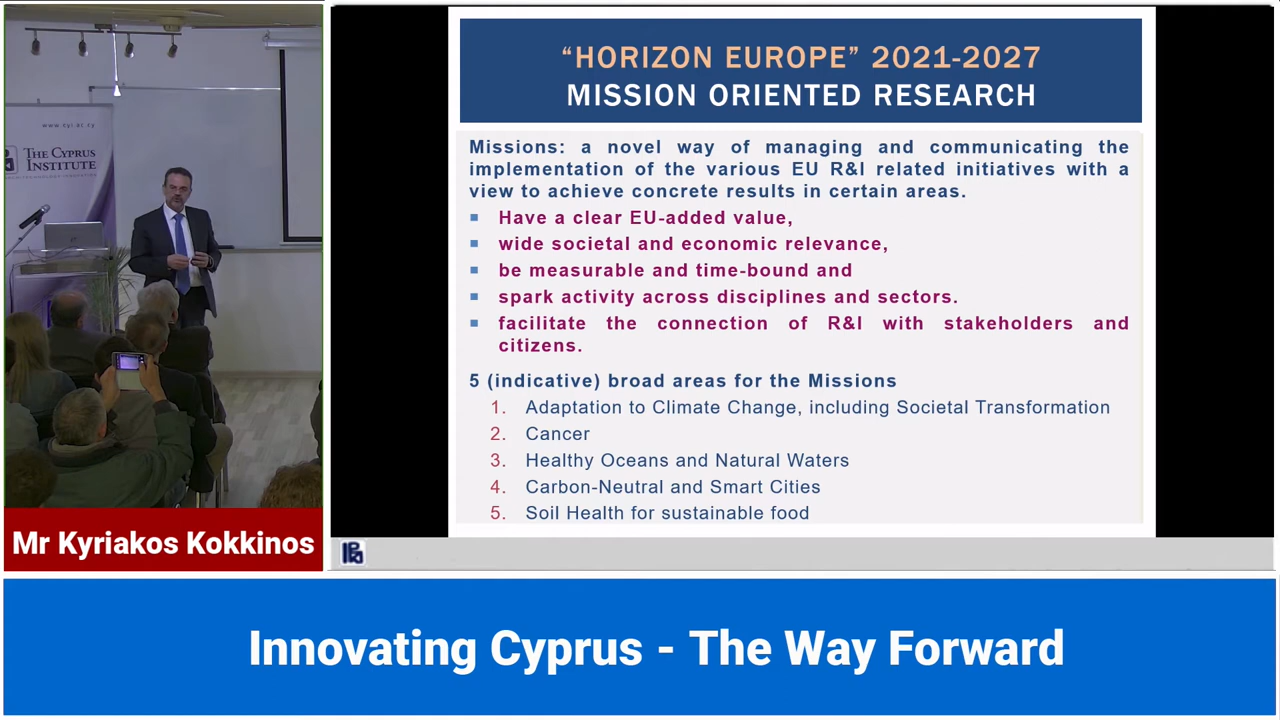 www.cyi.ac.cy
THE CYPRUS
INSTITUTE
Mr Kyriakos Kokkinos
“HORIZON EUROPE” 2021-2027
MISSION ORIENTED RESEARCH
Missions: a novel way of managing and communicating the
implementation of the various EU R&I related initiatives with a
view to achieve concrete results in certain areas.
Have a clear EU-added value,
wide societal and economic relevance,
be measurable and time-bound and
spark activity across disciplines and sectors.
facilitate the connection of R&I with stakeholders and
citizens.
5 (indicative) broad areas for the Missions
1. Adaptation to Climate Change, including Societal Transformation
2. Cancer
3. Healthy Oceans and Natural Waters
4. Carbon-Neutral and Smart Cities
5. Soil Health for sustainable food
Innovating Cyprus - The Way Forward